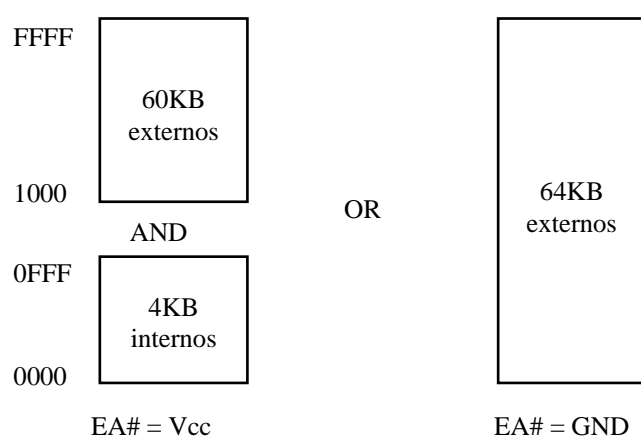 FFFF
60KB
externos
1000
AND
0FFF
4KB
internos
0000
EA# = Vcc
OR
64KB
externos
EA# = GND